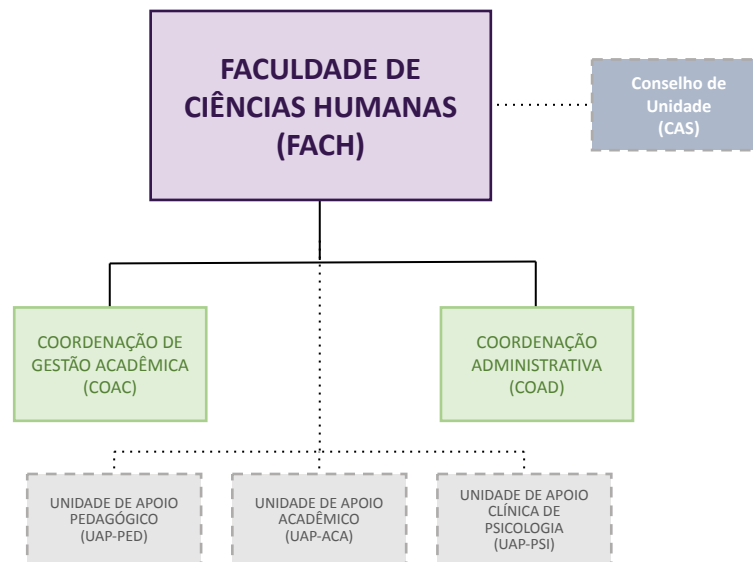 FACULDADE DE
CIÊNCIAS HUMANAS
(FACH)
Conselho de
Unidade
(CAS)
COORDENAÇÃO DE
GESTÃO ACADÊMICA
(COAC)
COORDENAÇÃO
ADMINISTRATIVA
(COAD)
UNIDADE DE APOIO
PEDAGÓGICO
(UAP-PED)
UNIDADE DE APOIO
ACADÊMICO
(UAP-ACA)
UNIDADE DE APOIO
CLÍNICA DE
PSICOLOGIA
(UAP-PSI)